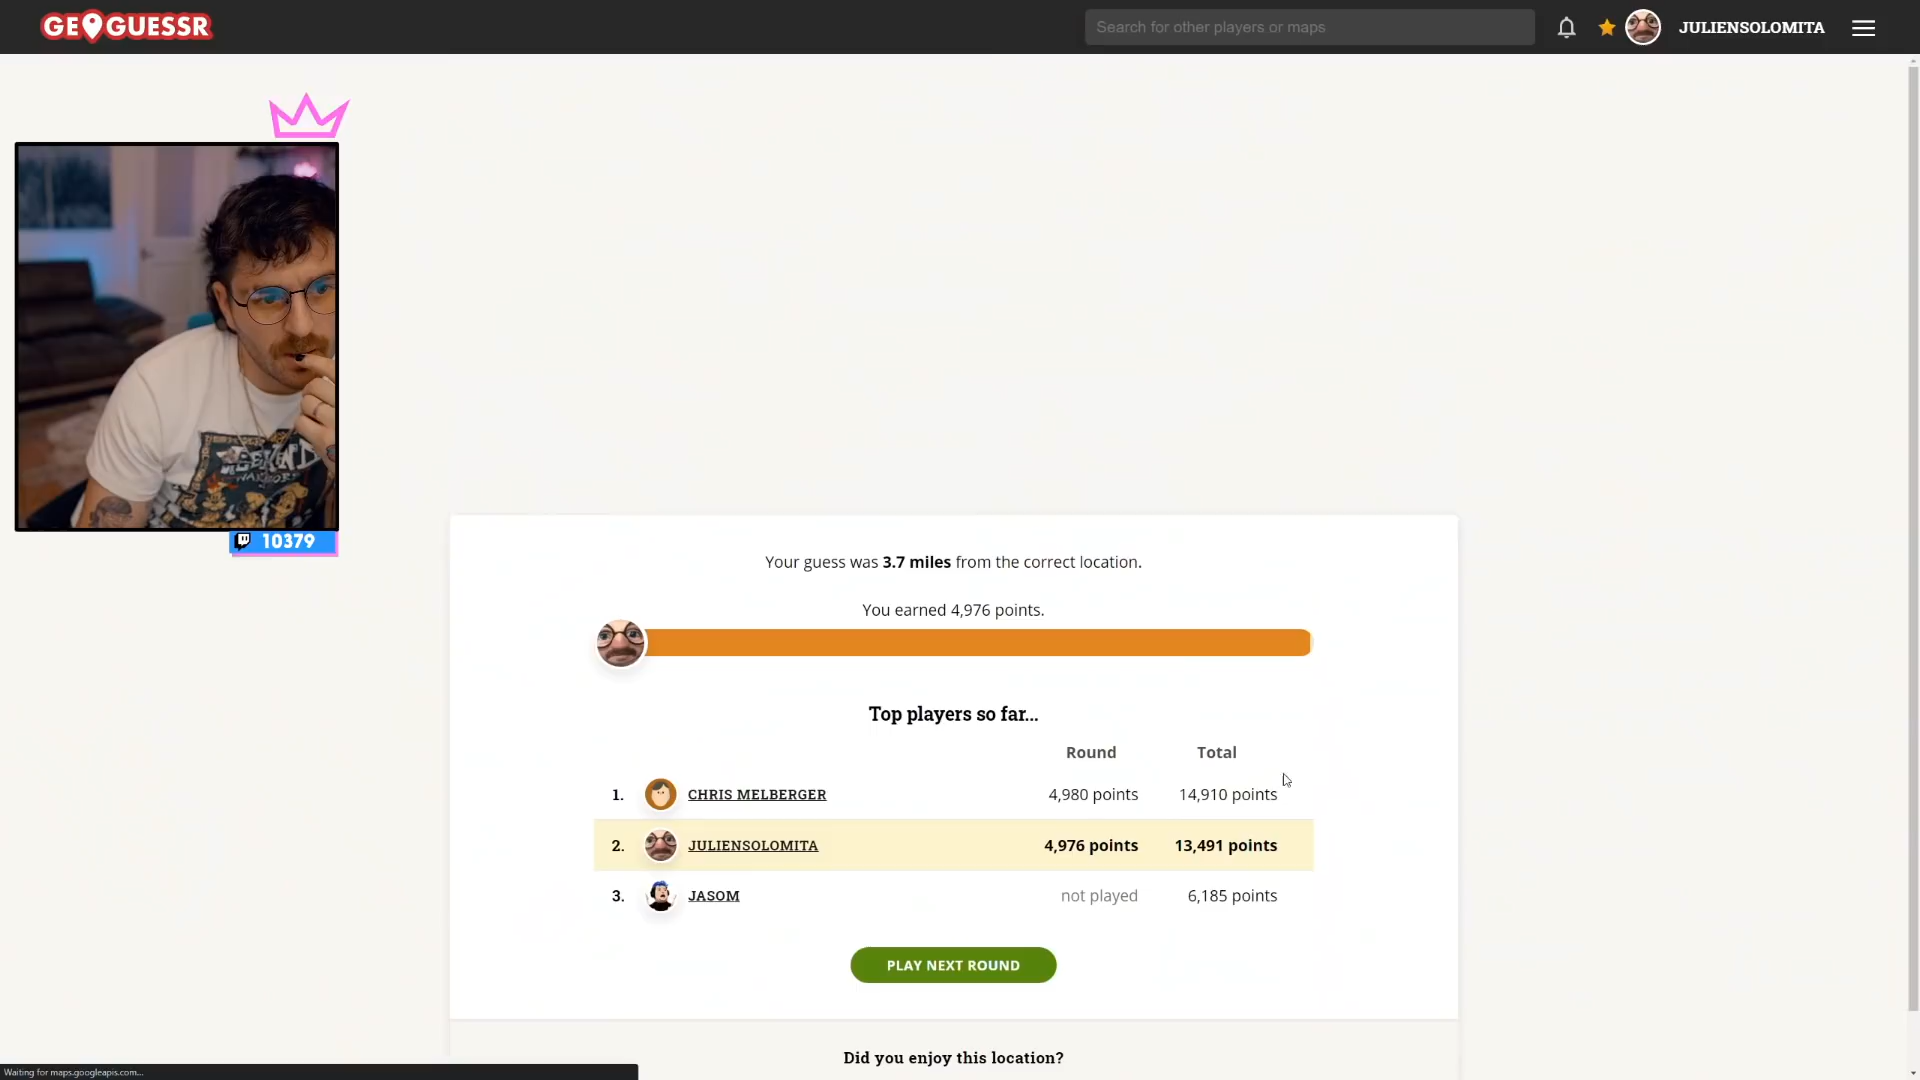 GEOGUESSR
Search for other players or maps
JULIENSOLOMITA
10379
Your guess was 3.7 miles from the correct location.
You earned 4,976 points.
Top players so far...
Round Total
1. CHRIS MELBERGER 4,980 points 14,910 points
2. JULIENSOLOMITA 4,976 points 13,491 points
3. JASOM not played 6,185 points
PLAY NEXT ROUND
Did you enjoy this location?
Waiting for maps.googleapis.com...